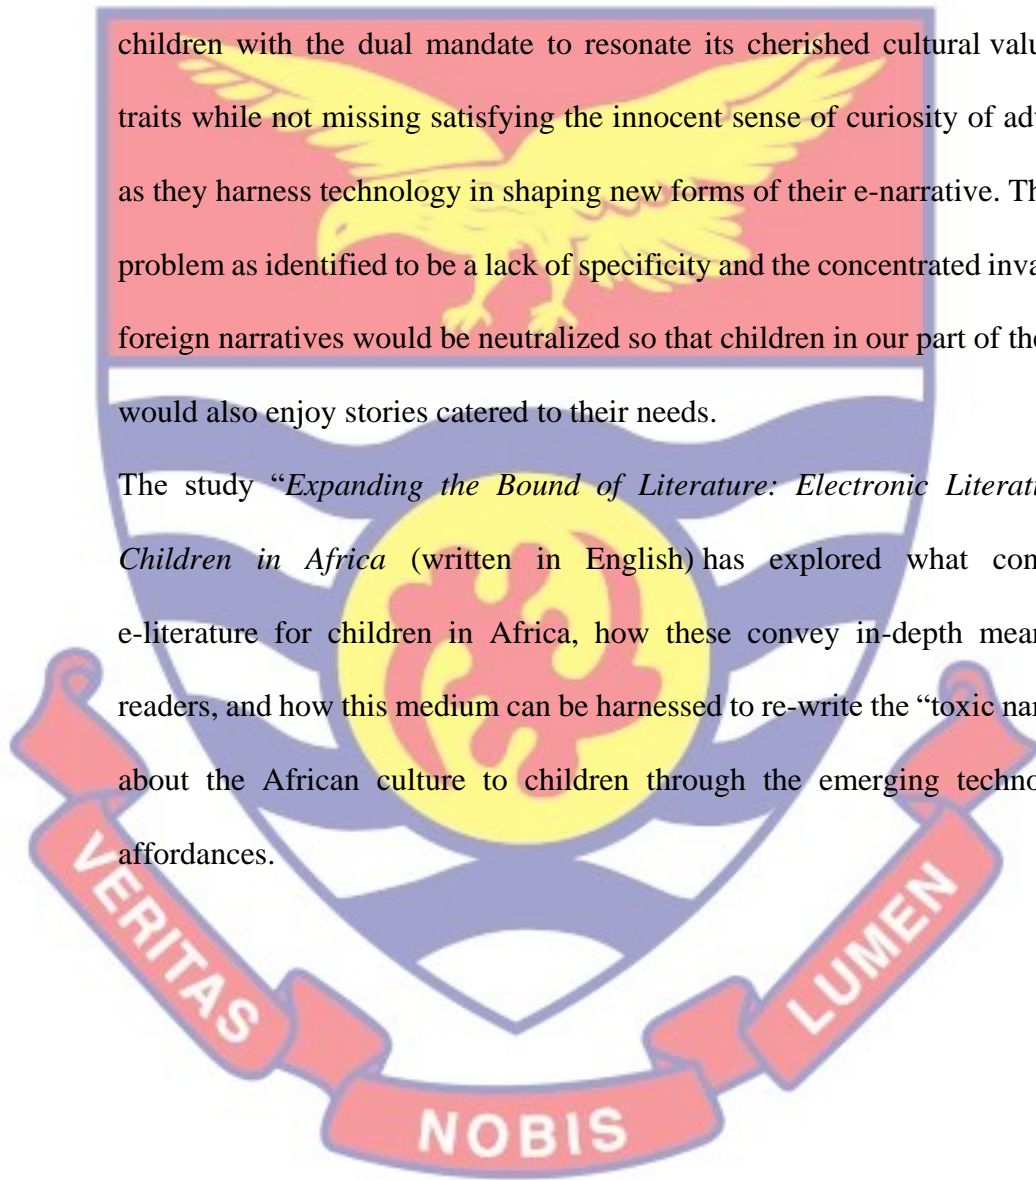 children with the dual mandate to resonate its cherished cultural valu
traits while not missing satisfying the innocent sense of curiosity of ad
as they harness technology in shaping new forms of their e-narrative. Th
problem as identified to be a lack of specificity and the concentrated inva
foreign narratives would be neutralized so that children in our part of the
would also enjoy stories catered to their needs.
The study “Expanding the Bound of Literature: Electronic Literat
Children in Africa (written in English) has explored what con
e-literature for children in Africa, how these convey in-depth mean
readers, and how this medium can be harnessed to re-write the “toxic nar
about the African culture to children through the emerging techno
affordances.
VERITAS
NOBIS
LUMEN